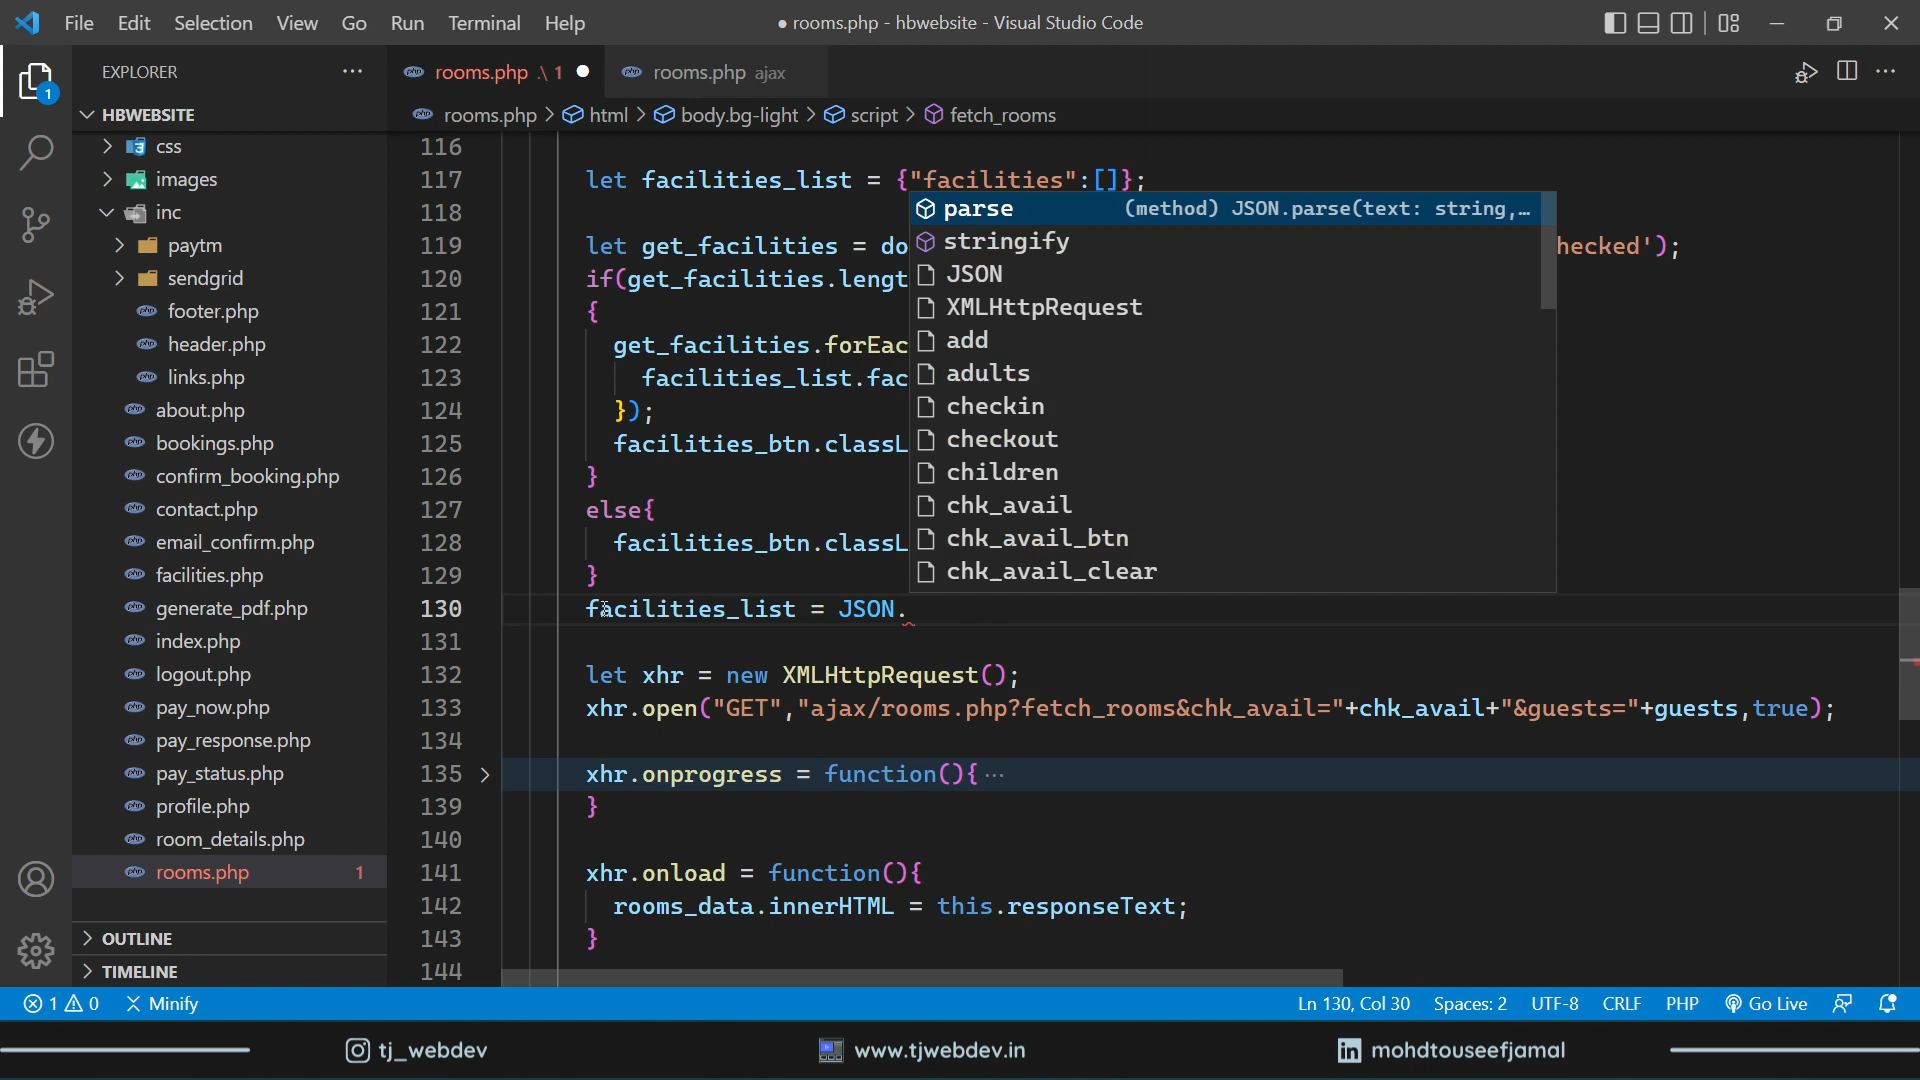 File Edit Selection View Go Run Terminal Help
● rooms.php - hbwebsite - Visual Studio Code
EXPLORER
rooms.php .\ 1
rooms.php ajax
HBWEBSITE
rooms.php > html > body.bg-light > script > fetch_rooms
1
css
images
inc
paytm
sendgrid
footer.php
header.php
links.php
about.php
bookings.php
confirm_booking.php
contact.php
email_confirm.php
facilities.php
generate_pdf.php
index.php
logout.php
pay_now.php
pay_response.php
pay_status.php
profile.php
room_details.php
rooms.php 1
OUTLINE
TIMELINE
116
117 let facilities_list = {"facilities":[]};
118
119 let get_facilities = do hecked');
120 if(get_facilities.lengt
121 {
122 get_facilities.forEac
123 facilities_list.fac
124 });
125 facilities_btn.classL
126 }
127 else{
128 facilities_btn.classL
129 }
130 facilities_list = JSON.
131
132 let xhr = new XMLHttpRequest();
133 xhr.open("GET","ajax/rooms.php?fetch_rooms&chk_avail="+chk_avail+"&guests="+guests,true);
134
135 xhr.onprogress = function(){ ⋯
139 }
140
141 xhr.onload = function(){
142 rooms_data.innerHTML = this.responseText;
143 }
144
parse (method) JSON.parse(text: string,…
stringify
JSON
XMLHttpRequest
add
adults
checkin
checkout
children
chk_avail
chk_avail_btn
chk_avail_clear
1 0 Minify
Ln 130, Col 30 Spaces: 2 UTF-8 CRLF PHP Go Live
tj_webdev
www.tjwebdev.in
mohdtouseefjamal